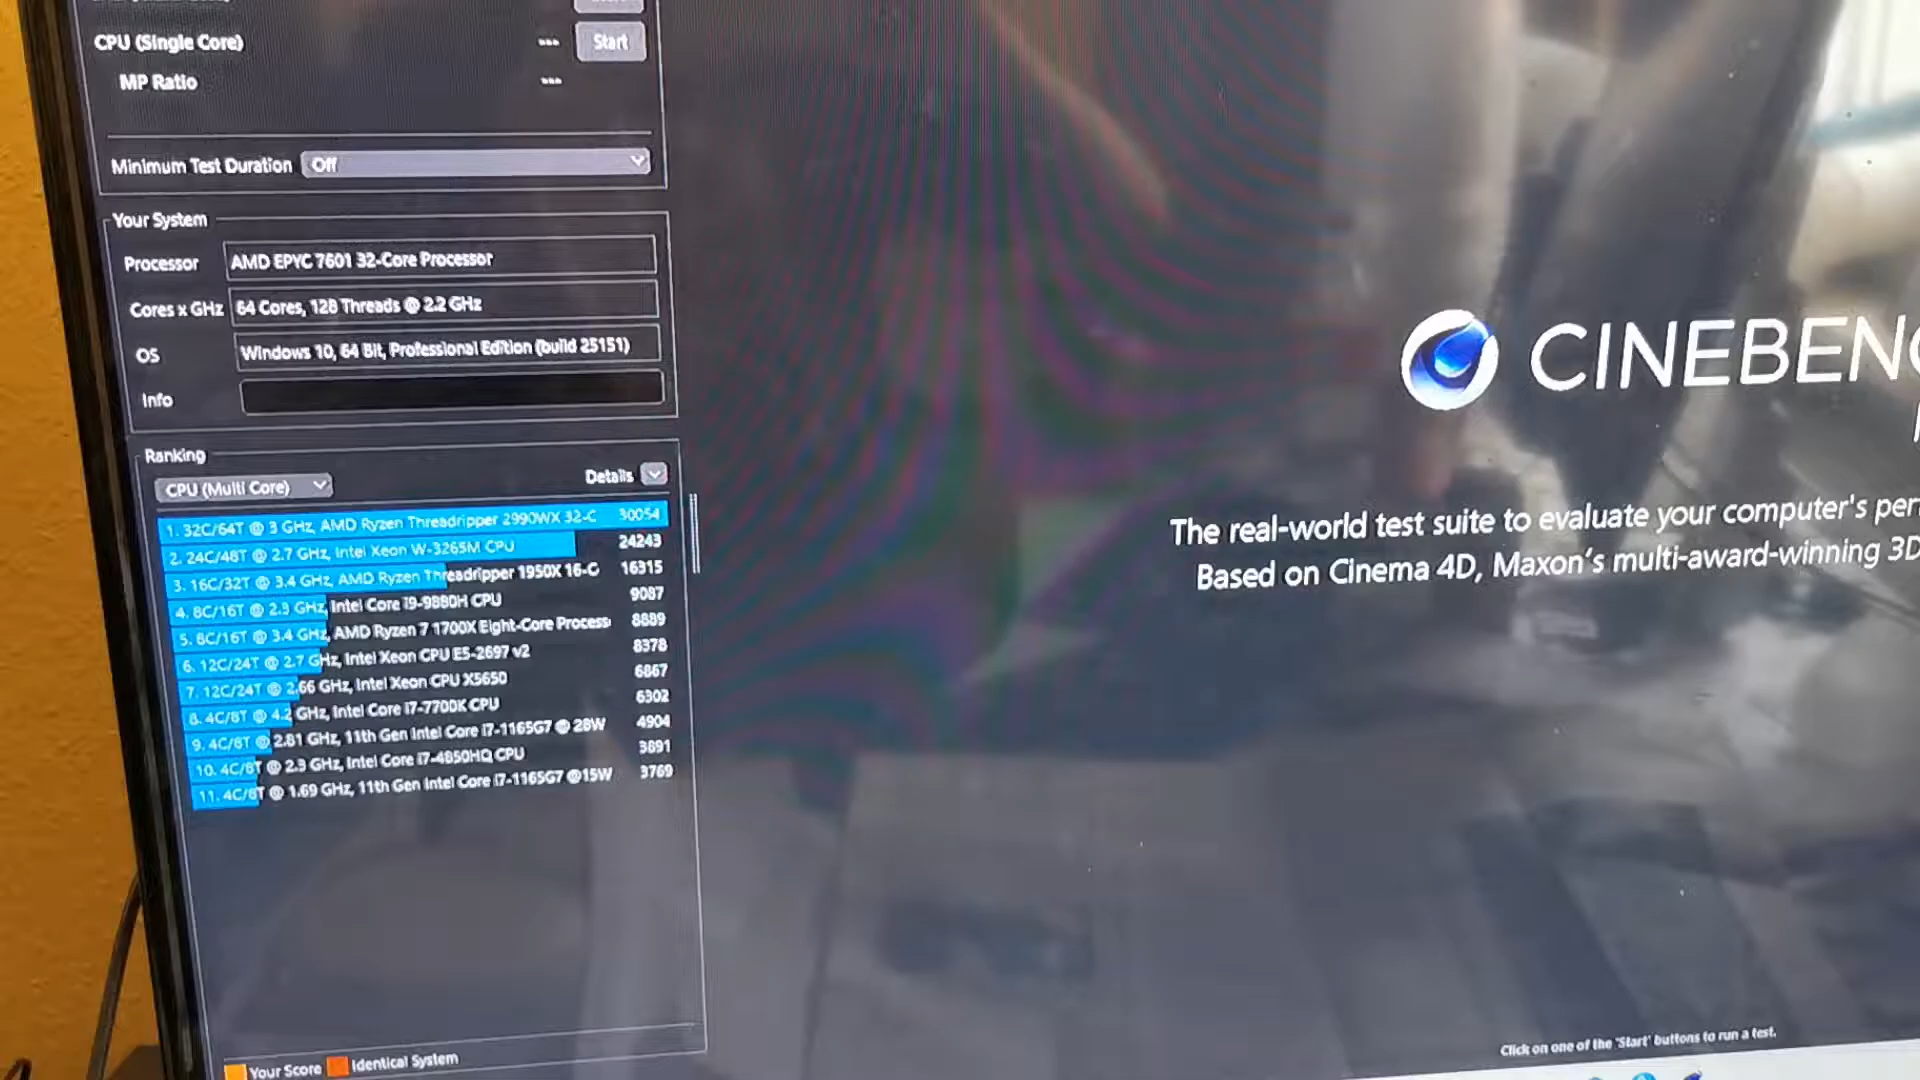 CPU (Single Core) --- Start
MP Ratio ---
Minimum Test Duration Off
Your System
Processor AMD EPYC 7601 32-Core Processor
Cores x GHz 64 Cores, 128 Threads @ 2.2 GHz
OS Windows 10, 64 Bit, Professional Edition (build 25151)
Info
Ranking
CPU (Multi Core) Details
1. 32C/64T @ 3 GHz, AMD Ryzen Threadripper 2990WX 32-C 30054
2. 24C/48T @ 2.7 GHz, Intel Xeon W-3265M CPU 24243
3. 16C/32T @ 3.4 GHz, AMD Ryzen Threadripper 1950X 16-C 16315
4. 8C/16T @ 2.3 GHz, Intel Core i9-9880H CPU 9087
5. 8C/16T @ 3.4 GHz, AMD Ryzen 7 1700X Eight-Core Process 8889
6. 12C/24T @ 2.7 GHz, Intel Xeon CPU E5-2697 v2 8378
7. 12C/24T @ 2.66 GHz, Intel Xeon CPU X5650 6867
8. 4C/8T @ 4.2 GHz, Intel Core i7-7700K CPU 6302
9. 4C/8T @ 2.81 GHz, 11th Gen Intel Core i7-1165G7 @ 28W 4904
10. 4C/8T @ 2.3 GHz, Intel Core i7-4850HQ CPU 3891
11. 4C/8T @ 1.69 GHz, 11th Gen Intel Core i7-1165G7 @15W 3769
Your Score Identical System
CINEBENC
The real-world test suite to evaluate your computer's per
Based on Cinema 4D, Maxon's multi-award-winning 3D
Click on one of the 'Start' buttons to run a test.